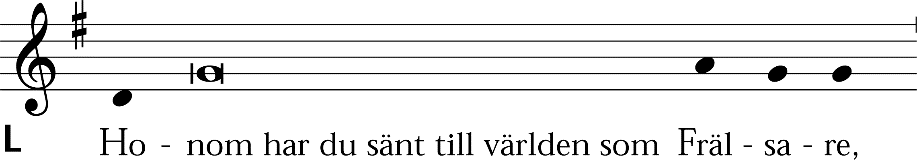 L Ho - nom har du sänt till världen som Fräl - sa - re,